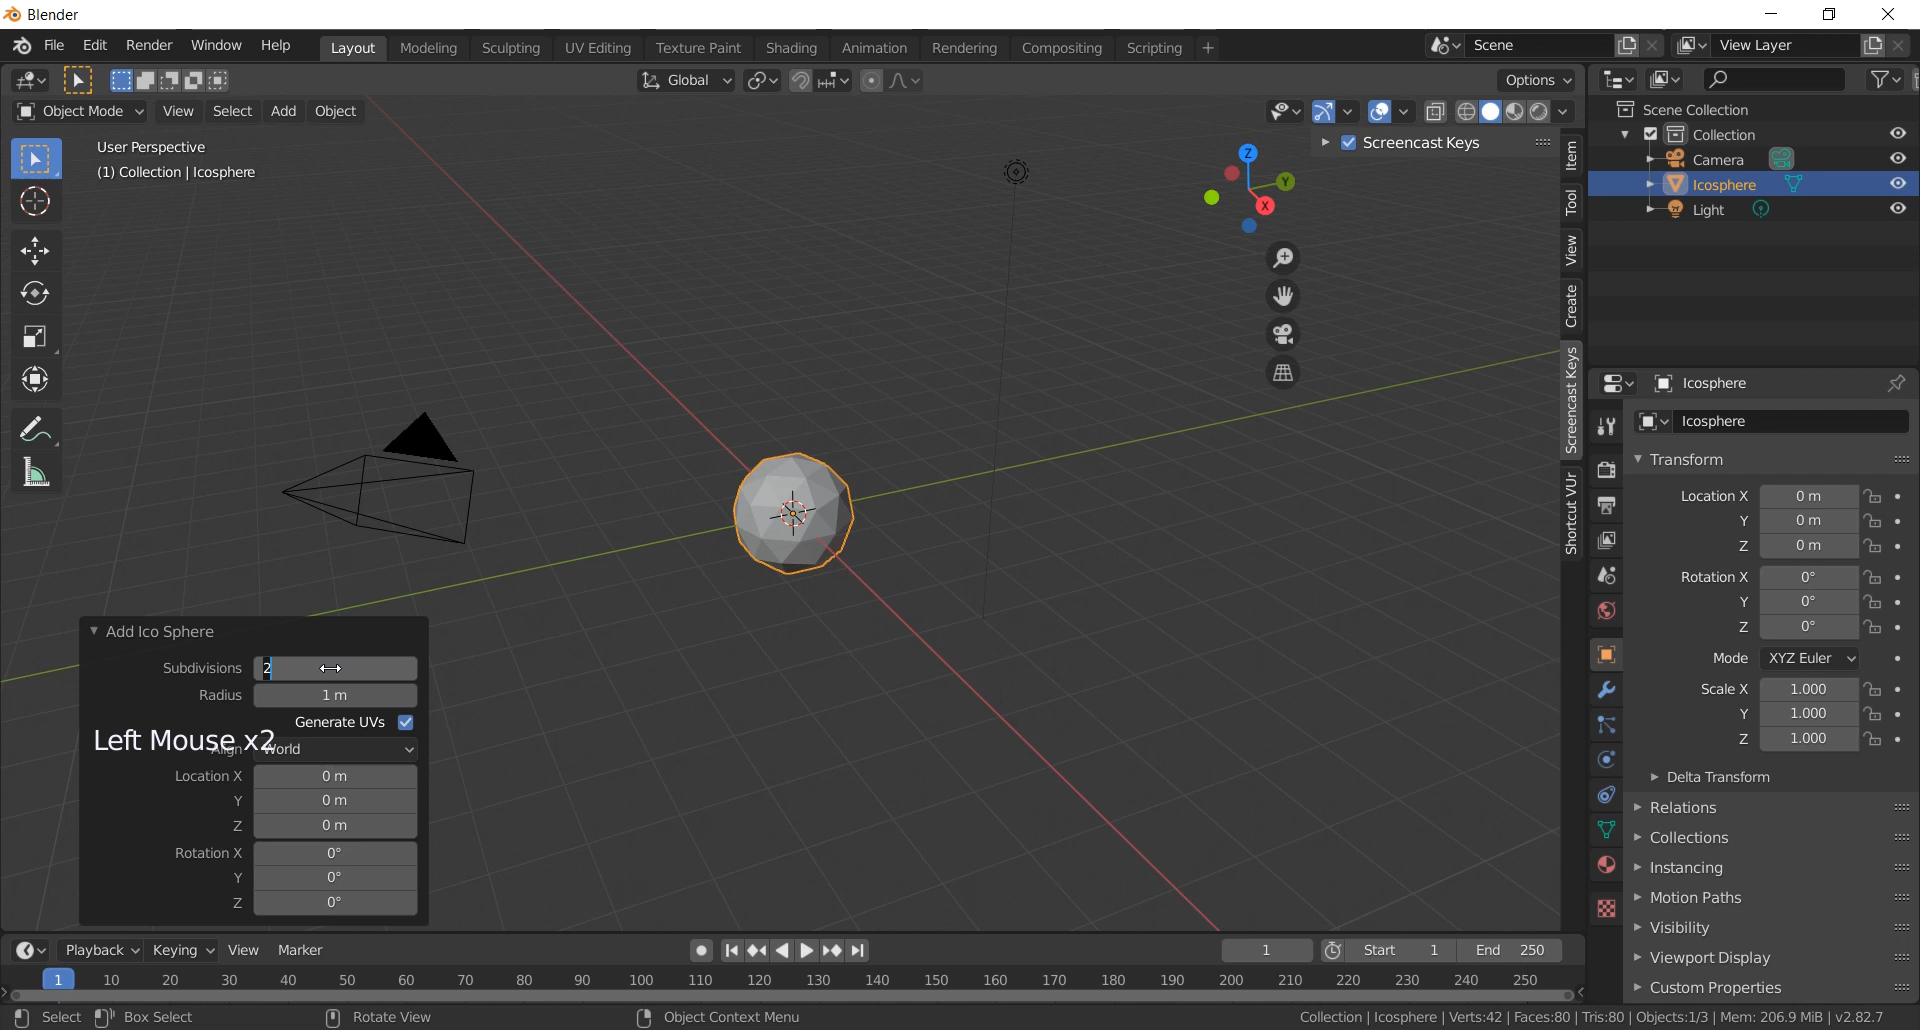 Blender
File Edit Render Window Help Layout Modeling Sculpting UV Editing Texture Paint Shading Animation Rendering Compositing Scripting + Scene View Layer
Global Options
Object Mode View Select Add Object
User Perspective
(1) Collection | Icosphere
Screencast Keys
Z
Y
X
Item
Tool
View
Create
Screencast Keys
Shortcut VUr
Scene Collection
Collection
Camera
Icosphere
Light
Icosphere
Icosphere
Transform
Location X 0 m
Y 0 m
Z 0 m
Rotation X 0°
Y 0°
Z 0°
Mode XYZ Euler
Scale X 1.000
Y 1.000
Z 1.000
Delta Transform
Relations
Collections
Instancing
Motion Paths
Visibility
Viewport Display
Custom Properties
Add Ico Sphere
Subdivisions 2
Radius 1 m
Generate UVs
Left Mouse x2
Align World
Location X 0 m
Y 0 m
Z 0 m
Rotation X 0°
Y 0°
Z 0°
Playback Keying View Marker 1 Start 1 End 250
1 10 20 30 40 50 60 70 80 90 100 110 120 130 140 150 160 170 180 190 200 210 220 230 240 250
Select Box Select Rotate View Object Context Menu Collection | Icosphere | Verts:42 | Faces:80 | Tris:80 | Objects:1/3 | Mem: 206.9 MiB | v2.82.7